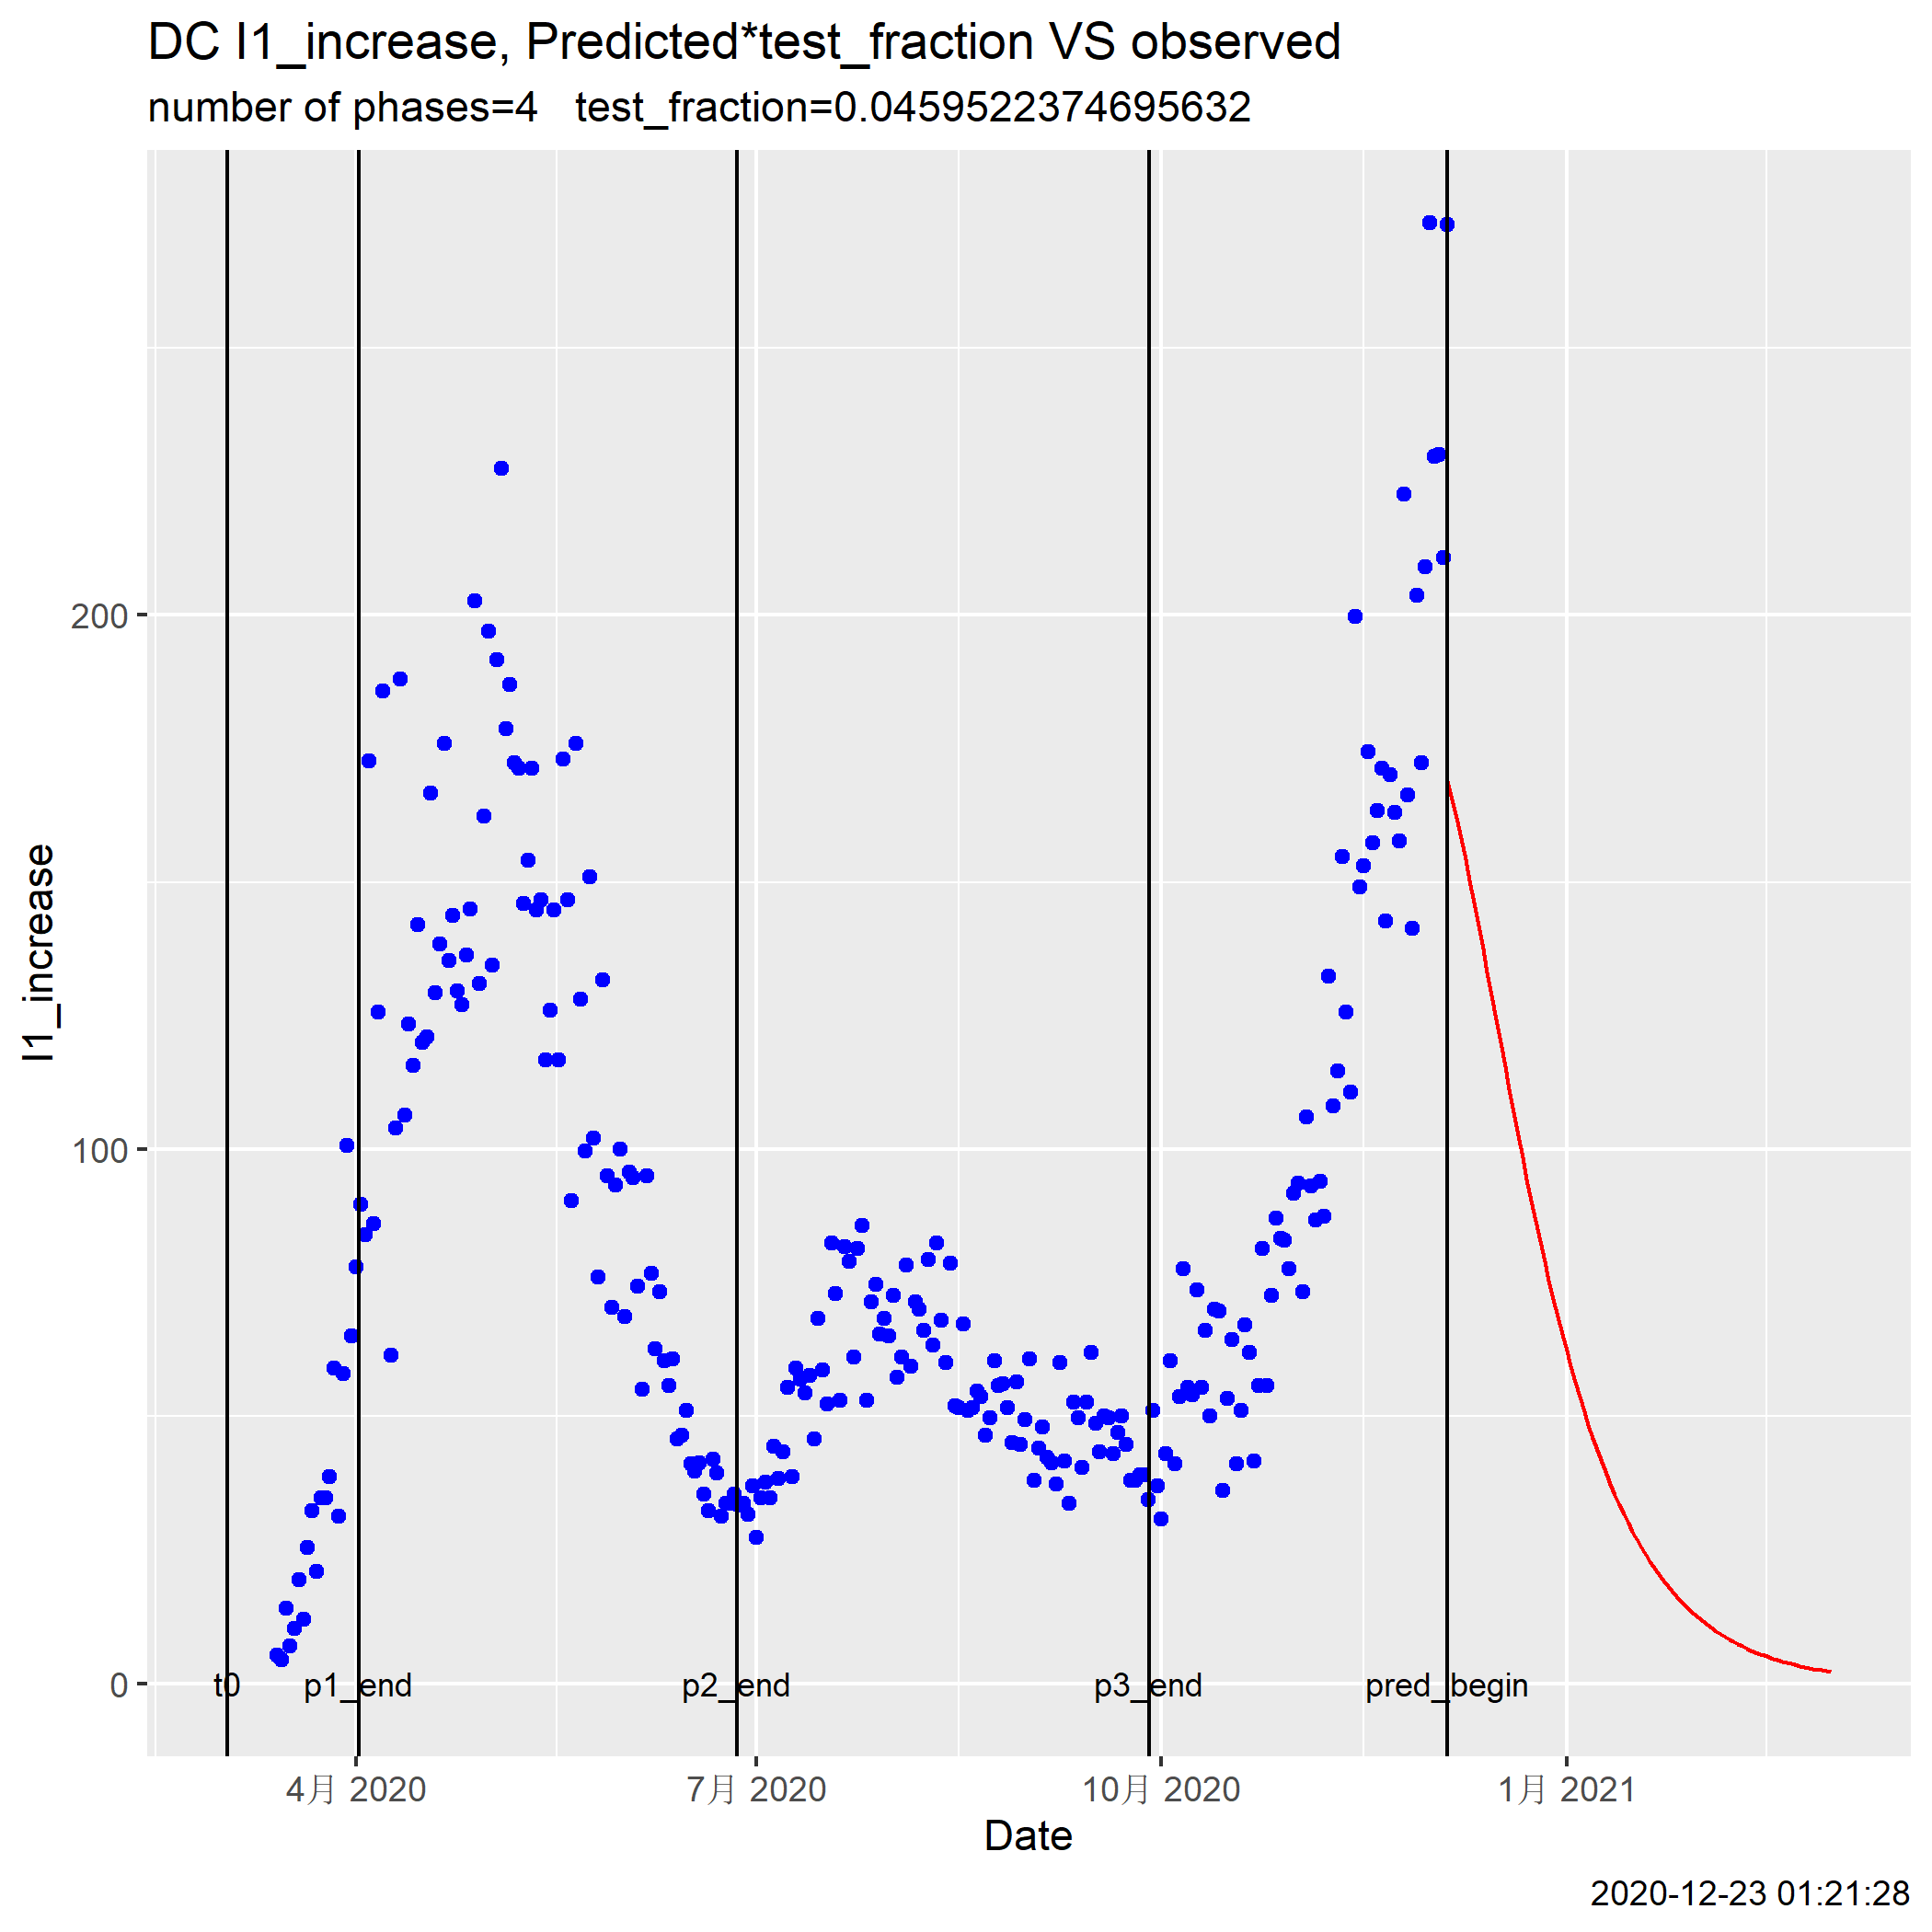 DC I1_increase, Predicted*test_fraction VS observed
number of phases=4   test_fraction=0.0459522374695632
I1_increase
200
100
0
t0
p1_end
p2_end
p3_end
pred_begin
4月 2020
7月 2020
10月 2020
1月 2021
Date
2020-12-23 01:21:28